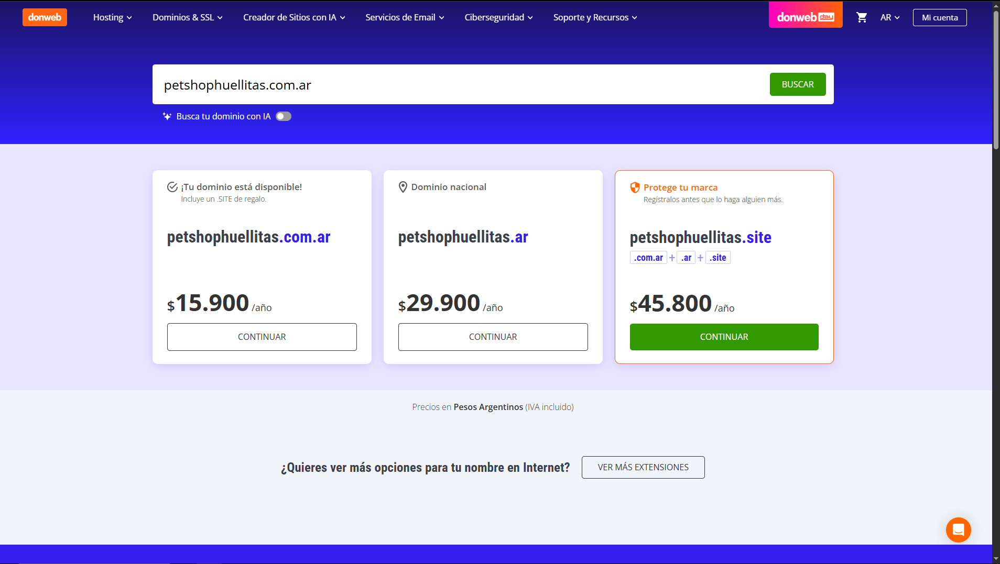 donweb
Hosting
Dominios & SSL
Creador de Sitios con IA
Servicios de Email
Ciberseguridad
Soporte y Recursos
donweb day
AR
Mi cuenta
petshophuellitas.com.ar
BUSCAR
Busca tu dominio con IA
¡Tu dominio está disponible!
Incluye un .SITE de regalo.
petshophuellitas.com.ar
$15.900 /año
CONTINUAR
Dominio nacional
petshophuellitas.ar
$29.900 /año
CONTINUAR
Protege tu marca
Regístralos antes que lo haga alguien más.
petshophuellitas.site
.com.ar + .ar + .site
$45.800 /año
CONTINUAR
Precios en Pesos Argentinos (IVA incluido)
¿Quieres ver más opciones para tu nombre en Internet?
VER MÁS EXTENSIONES